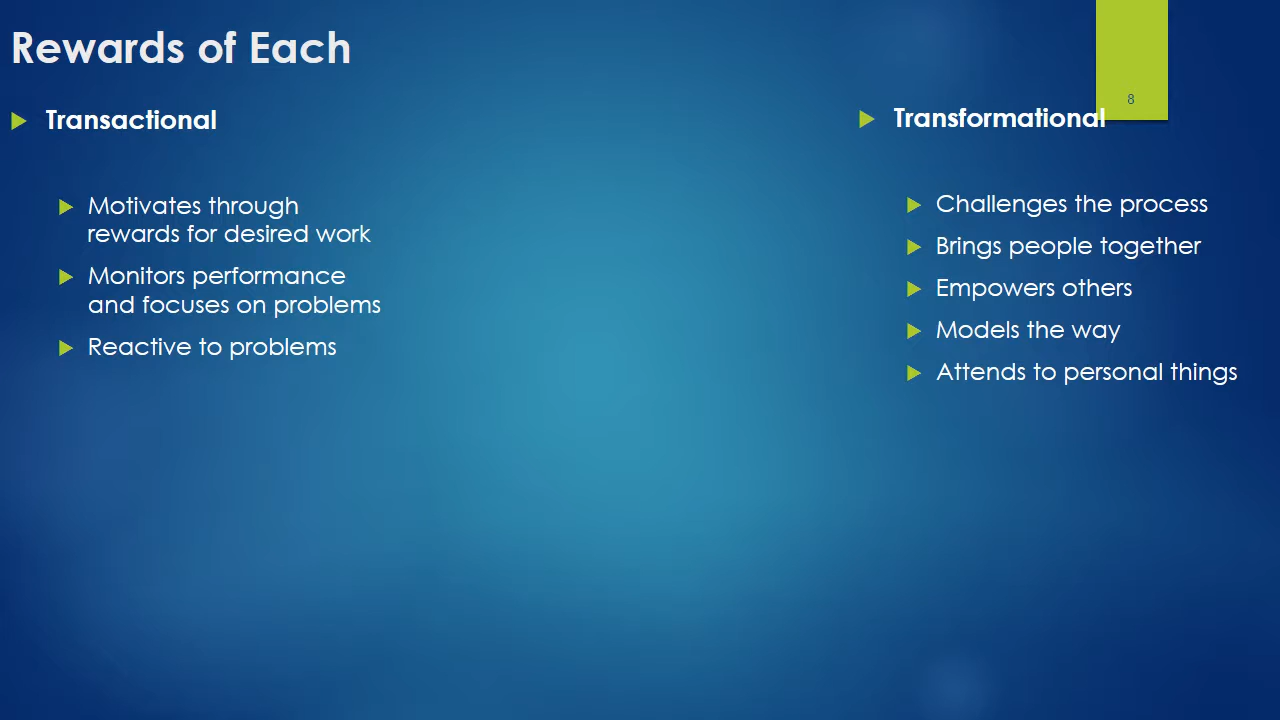 Rewards of Each
8
Transactional
Motivates through
rewards for desired work
Monitors performance
and focuses on problems
Reactive to problems
Transformational
Challenges the process
Brings people together
Empowers others
Models the way
Attends to personal things